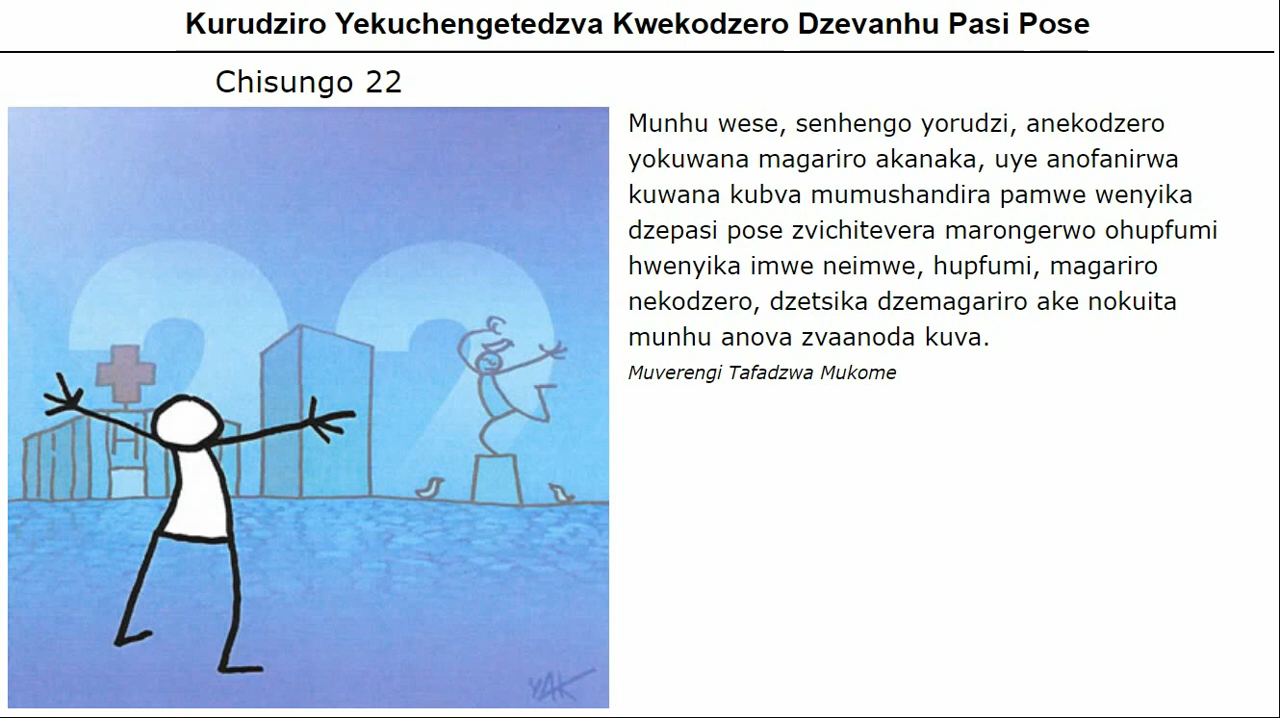 Kurudziro Yekuchengetedzva Kwekodzero Dzevanhu Pasi Pose
Chisungo 22
22
H
YAK
Munhu wese, senhengo yorudzi, anekodzero
yokuwana magariro akanaka, uye anofanirwa
kuwana kubva mumushandira pamwe wenyika
dzepasi pose zvichitevera marongerwo ohupfumi
hwenyika imwe neimwe, hupfumi, magariro
nekodzero, dzetsika dzemagariro ake nokuita
munhu anova zvaanoda kuva.
Muverengi Tafadzwa Mukome